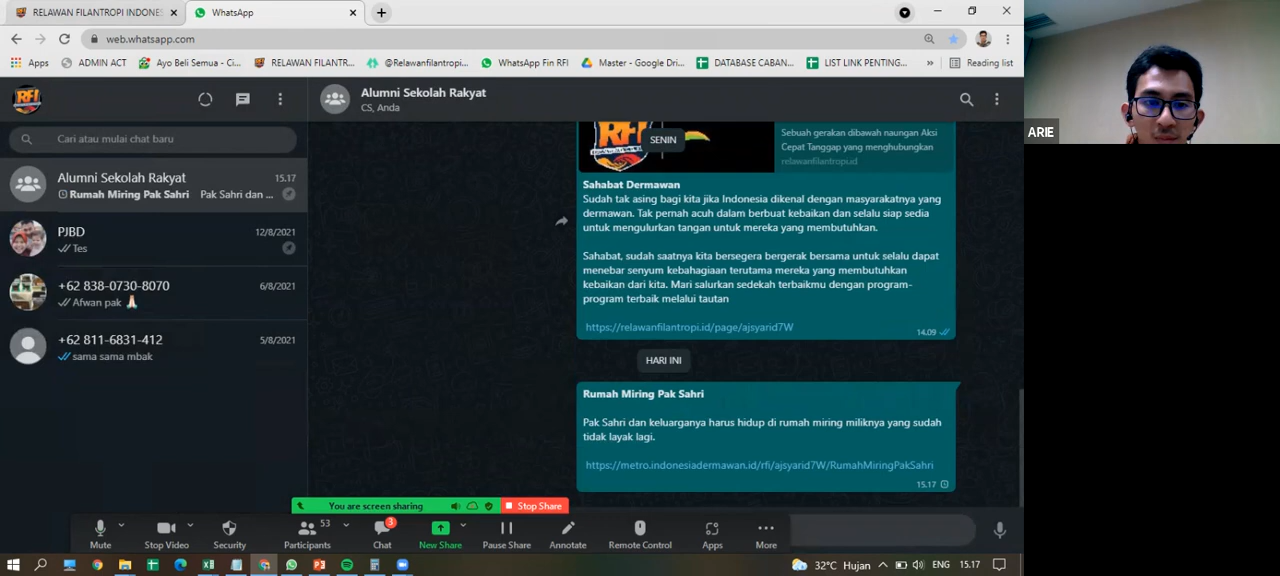 RELAWAN FILANTROPI INDONES
WhatsApp
web.whatsapp.com
Apps
ADMIN ACT
Ayo Beli Semua - Ci...
RELAWAN FILANTR...
@Relawanfilantropi...
WhatsApp Fin RFI
Master - Google Dri...
DATABASE CABAN...
LIST LINK PENTING...
Reading list
ARIE
RFI
Alumni Sekolah Rakyat
CS, Anda
Cari atau mulai chat baru
Alumni Sekolah Rakyat 15.17
Rumah Miring Pak Sahri Pak Sahri dan ...
PJBD 12/8/2021
Tes
+62 838-0730-8070 6/8/2021
Afwan pak 🙏🏻
+62 811-6831-412 5/8/2021
sama sama mbak
RFI
SENIN
Sebuah gerakan dibawah naungan Aksi
Cepat Tanggap yang menghubungkan
relawanfilantropi.id
Sahabat Dermawan
Sudah tak asing bagi kita jika Indonesia dikenal dengan masyarakatnya yang
dermawan. Tak pernah acuh dalam berbuat kebaikan dan selalu siap sedia
untuk mengulurkan tangan untuk mereka yang membutuhkan.
Sahabat, sudah saatnya kita bersegera bergerak bersama untuk selalu dapat
menebar senyum kebahagiaan terutama mereka yang membutuhkan
kebaikan dari kita. Mari salurkan sedekah terbaikmu dengan program-
program terbaik melalui tautan
https://relawanfilantropi.id/page/ajsyarid7W
14.09
HARI INI
Rumah Miring Pak Sahri
Pak Sahri dan keluarganya harus hidup di rumah miring miliknya yang sudah
tidak layak lagi.
https://metro.indonesiadermawan.id/rfi/ajsyarid7W/RumahMiringPakSahri
15.17
You are screen sharing
Stop Share
Mute
Stop Video
Security
Participants 53
Chat 3
New Share
Pause Share
Annotate
Remote Control
Apps
More
32°C Hujan
ENG
15.17